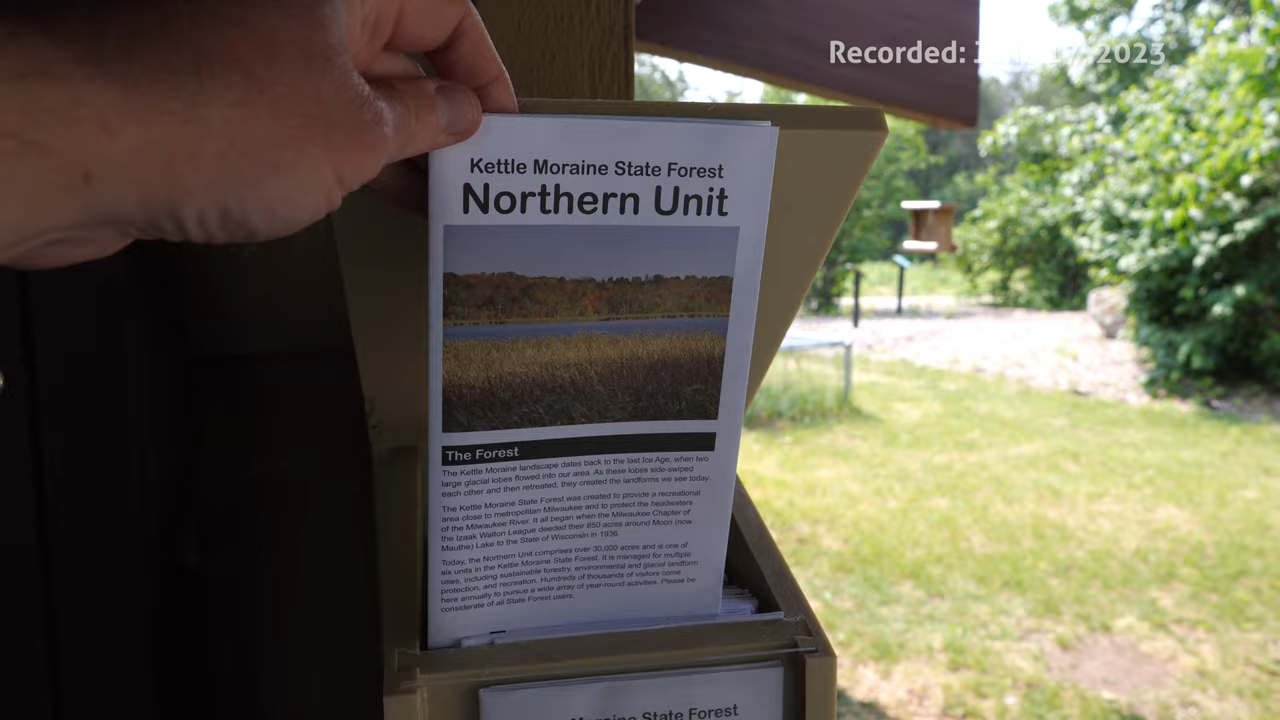 Recorded: 2023
Kettle Moraine State Forest
Northern Unit
The Forest
The Kettle Moraine landscape dates back to the last Ice Age, when two
large glacial lobes flowed into our area. As these lobes side-swiped
each other and then retreated, they created the landforms we see today.
The Kettle Moraine State Forest was created to provide a recreational
area close to metropolitan Milwaukee and to protect the headwaters
of the Milwaukee River. It all began when the Milwaukee Chapter of
the Izaak Walton League deeded their 850 acres around Moon (now
Mauthe) Lake to the State of Wisconsin in 1936.
Today, the Northern Unit comprises over 30,000 acres and is one of
six units in the Kettle Moraine State Forest. It is managed for multiple
uses, including sustainable forestry, environmental and glacial landform
protection, and recreation. Hundreds of thousands of visitors come
here annually to pursue a wide array of year-round activities. Please be
considerate of all State Forest users.
Moraine State Forest